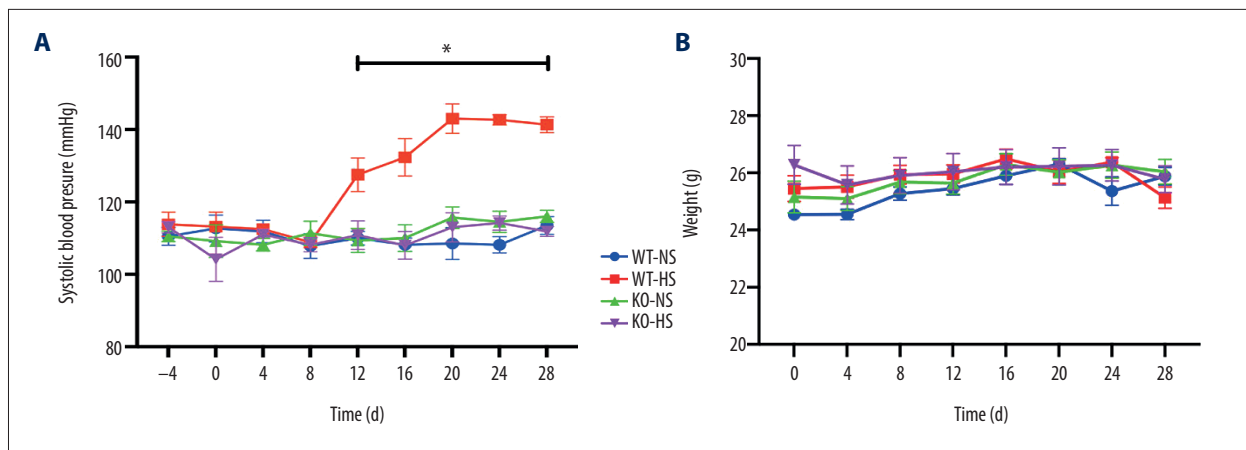 A
Systolic blood presure (mmHg)
160
140
120
100
80
*
−4 0 4 8 12 16 20 24 28
Time (d)
WT-NS
WT-HS
KO-NS
KO-HS
B
Weight (g)
30
28
26
24
22
20
0 4 8 12 16 20 24 28
Time (d)